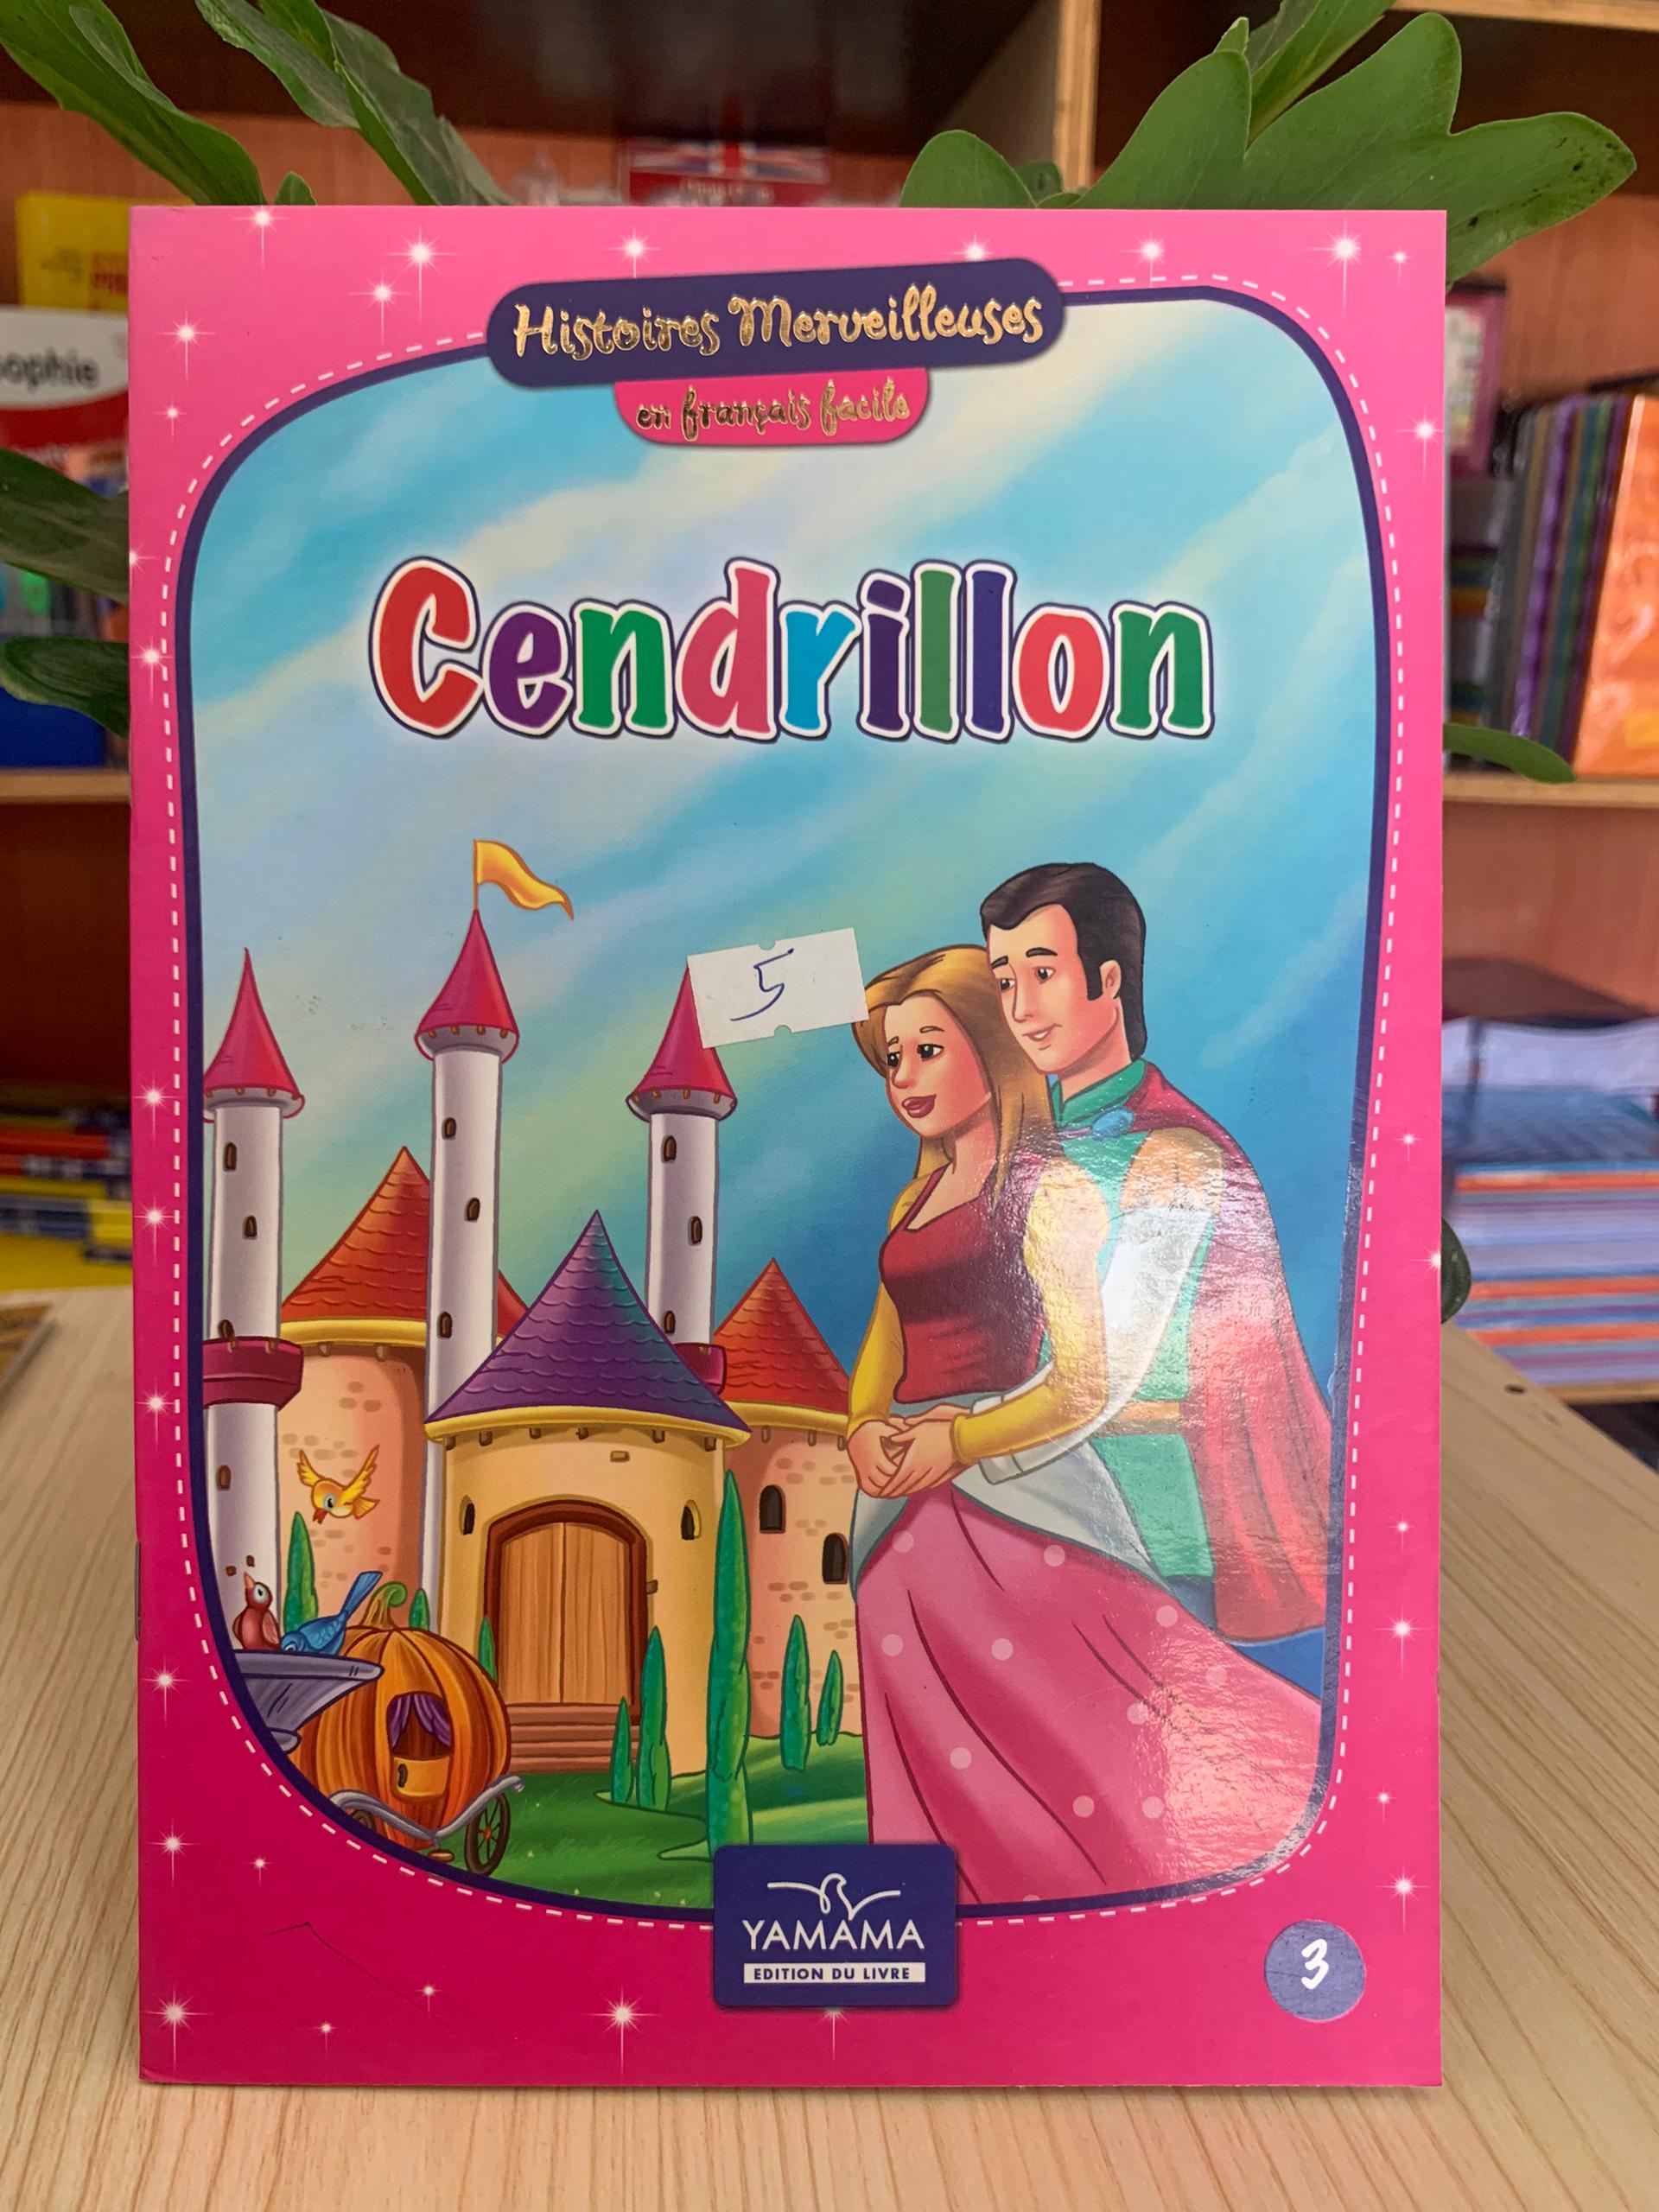 Histoires Merveilleuses
en français facile
Cendrillon
5
YAMAMA
EDITION DU LIVRE
3